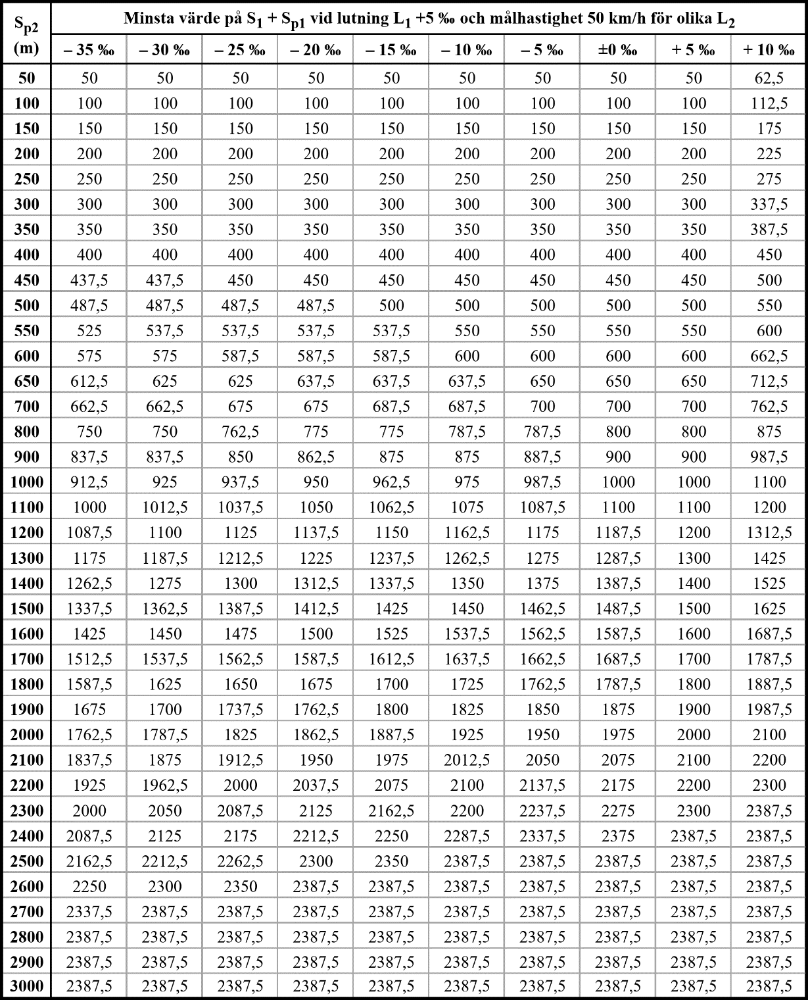 S_p2 (m) Minsta värde på S_1 + S_p1 vid lutning L_1 +5 ‰ och målhastighet 50 km/h för olika L_2
– 35 ‰ – 30 ‰ – 25 ‰ – 20 ‰ – 15 ‰ – 10 ‰ – 5 ‰ ±0 ‰ + 5 ‰ + 10 ‰
50 50 50 50 50 50 50 50 50 50 62,5
100 100 100 100 100 100 100 100 100 100 112,5
150 150 150 150 150 150 150 150 150 150 175
200 200 200 200 200 200 200 200 200 200 225
250 250 250 250 250 250 250 250 250 250 275
300 300 300 300 300 300 300 300 300 300 337,5
350 350 350 350 350 350 350 350 350 350 387,5
400 400 400 400 400 400 400 400 400 400 450
450 437,5 437,5 450 450 450 450 450 450 450 500
500 487,5 487,5 487,5 487,5 500 500 500 500 500 550
550 525 537,5 537,5 537,5 537,5 550 550 550 550 600
600 575 575 587,5 587,5 587,5 600 600 600 600 662,5
650 612,5 625 625 637,5 637,5 637,5 650 650 650 712,5
700 662,5 662,5 675 675 687,5 687,5 700 700 700 762,5
800 750 750 762,5 775 775 787,5 787,5 800 800 875
900 837,5 837,5 850 862,5 875 875 887,5 900 900 987,5
1000 912,5 925 937,5 950 962,5 975 987,5 1000 1000 1100
1100 1000 1012,5 1037,5 1050 1062,5 1075 1087,5 1100 1100 1200
1200 1087,5 1100 1125 1137,5 1150 1162,5 1175 1187,5 1200 1312,5
1300 1175 1187,5 1212,5 1225 1237,5 1262,5 1275 1287,5 1300 1425
1400 1262,5 1275 1300 1312,5 1337,5 1350 1375 1387,5 1400 1525
1500 1337,5 1362,5 1387,5 1412,5 1425 1450 1462,5 1487,5 1500 1625
1600 1425 1450 1475 1500 1525 1537,5 1562,5 1587,5 1600 1687,5
1700 1512,5 1537,5 1562,5 1587,5 1612,5 1637,5 1662,5 1687,5 1700 1787,5
1800 1587,5 1625 1650 1675 1700 1725 1762,5 1787,5 1800 1887,5
1900 1675 1700 1737,5 1762,5 1800 1825 1850 1875 1900 1987,5
2000 1762,5 1787,5 1825 1862,5 1887,5 1925 1950 1975 2000 2100
2100 1837,5 1875 1912,5 1950 1975 2012,5 2050 2075 2100 2200
2200 1925 1962,5 2000 2037,5 2075 2100 2137,5 2175 2200 2300
2300 2000 2050 2087,5 2125 2162,5 2200 2237,5 2275 2300 2387,5
2400 2087,5 2125 2175 2212,5 2250 2287,5 2337,5 2375 2387,5 2387,5
2500 2162,5 2212,5 2262,5 2300 2350 2387,5 2387,5 2387,5 2387,5 2387,5
2600 2250 2300 2350 2387,5 2387,5 2387,5 2387,5 2387,5 2387,5 2387,5
2700 2337,5 2387,5 2387,5 2387,5 2387,5 2387,5 2387,5 2387,5 2387,5 2387,5
2800 2387,5 2387,5 2387,5 2387,5 2387,5 2387,5 2387,5 2387,5 2387,5 2387,5
2900 2387,5 2387,5 2387,5 2387,5 2387,5 2387,5 2387,5 2387,5 2387,5 2387,5
3000 2387,5 2387,5 2387,5 2387,5 2387,5 2387,5 2387,5 2387,5 2387,5 2387,5